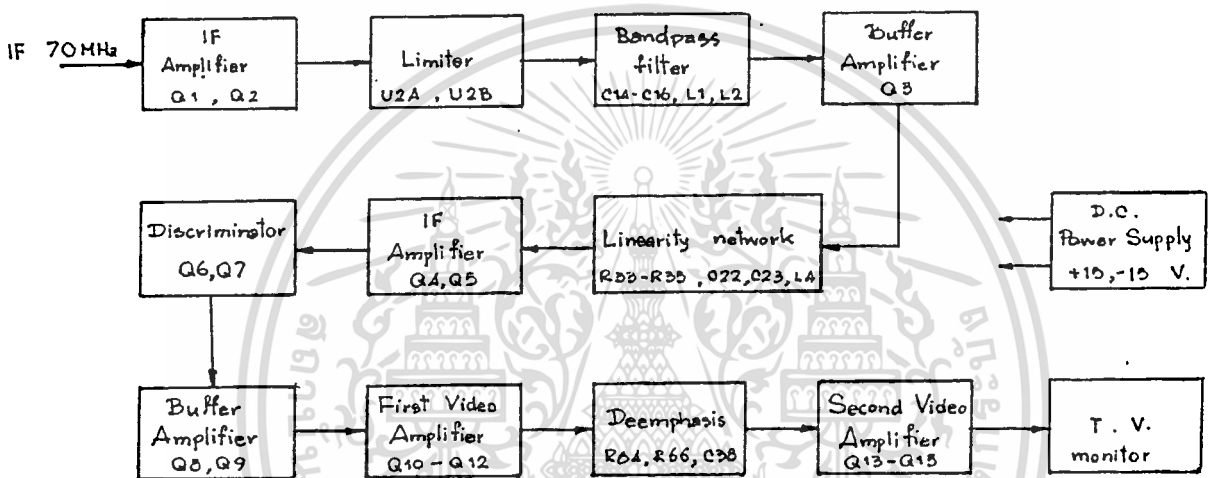 IF 70MHz
IF
Amplifier
Q1, Q2
Limiter
U2A, U2B
Bandpass
filter
C14-C16, L1, L2
Buffer
Amplifier
Q3
Discriminator
Q6, Q7
IF
Amplifier
Q4, Q5
Linearity network
R33-R35, C22, C23, L4
D.C.
Power Supply
+15, -15 V.
Buffer
Amplifier
Q8, Q9
First Video
Amplifier
Q10 - Q12
Deemphasis
R64, R66, C38
Second Video
Amplifier
Q13-Q15
T. V.
monitor